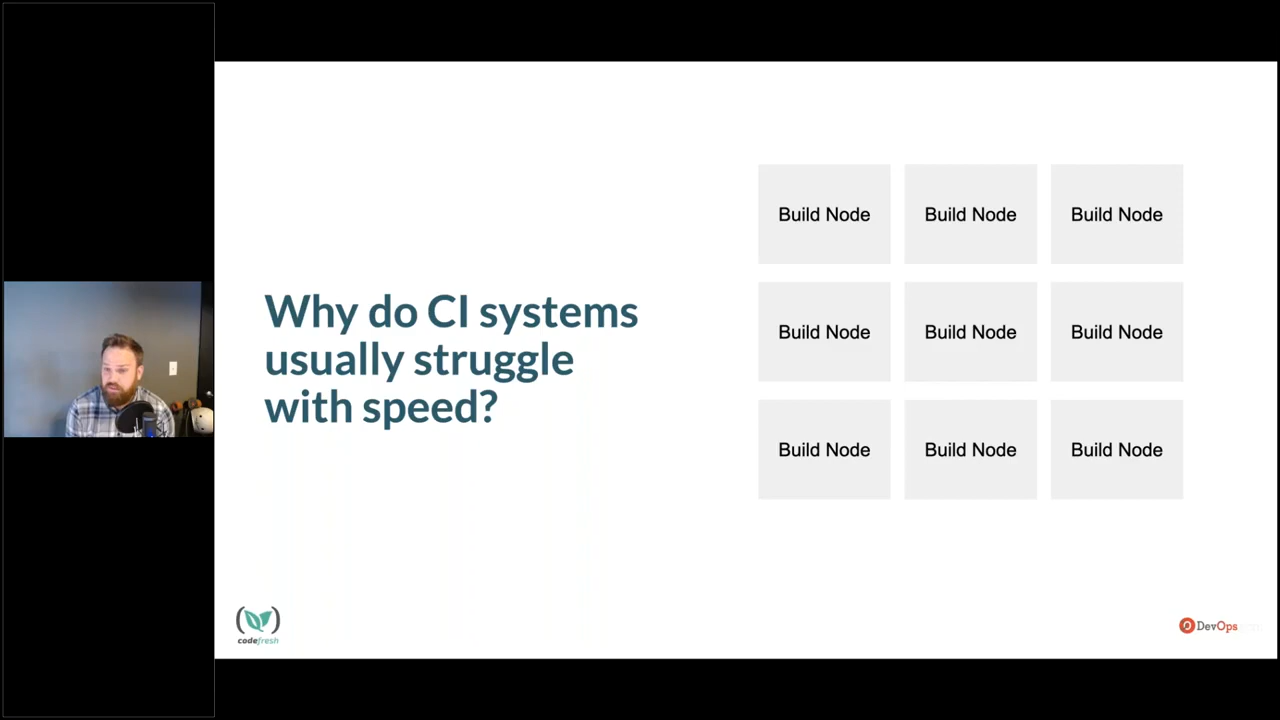 Why do CI systems
usually struggle
with speed?
Build Node Build Node Build Node
Build Node Build Node Build Node
Build Node Build Node Build Node
codefresh
DevOps